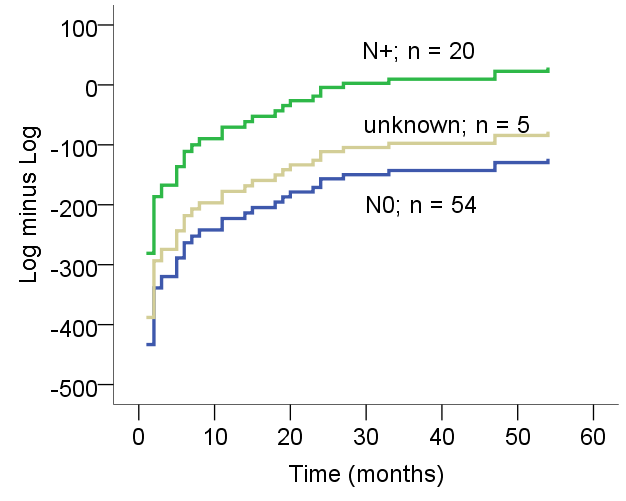 100
0
-100
-200
-300
-400
-500
Log minus Log
N+; n = 20
unknown; n = 5
N0; n = 54
0 10 20 30 40 50 60
Time (months)